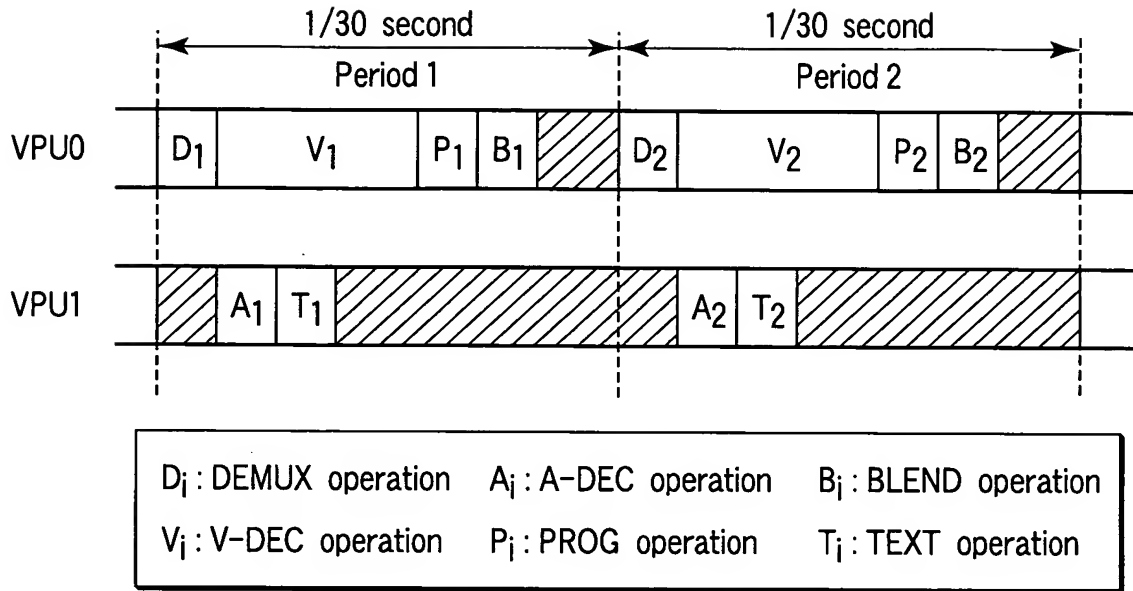 1/30 second 1/30 second
Period 1 Period 2
VPU0 D1 V1 P1 B1 D2 V2 P2 B2
VPU1 A1 T1 A2 T2
Di : DEMUX operation Ai : A-DEC operation Bi : BLEND operation
Vi : V-DEC operation Pi : PROG operation Ti : TEXT operation